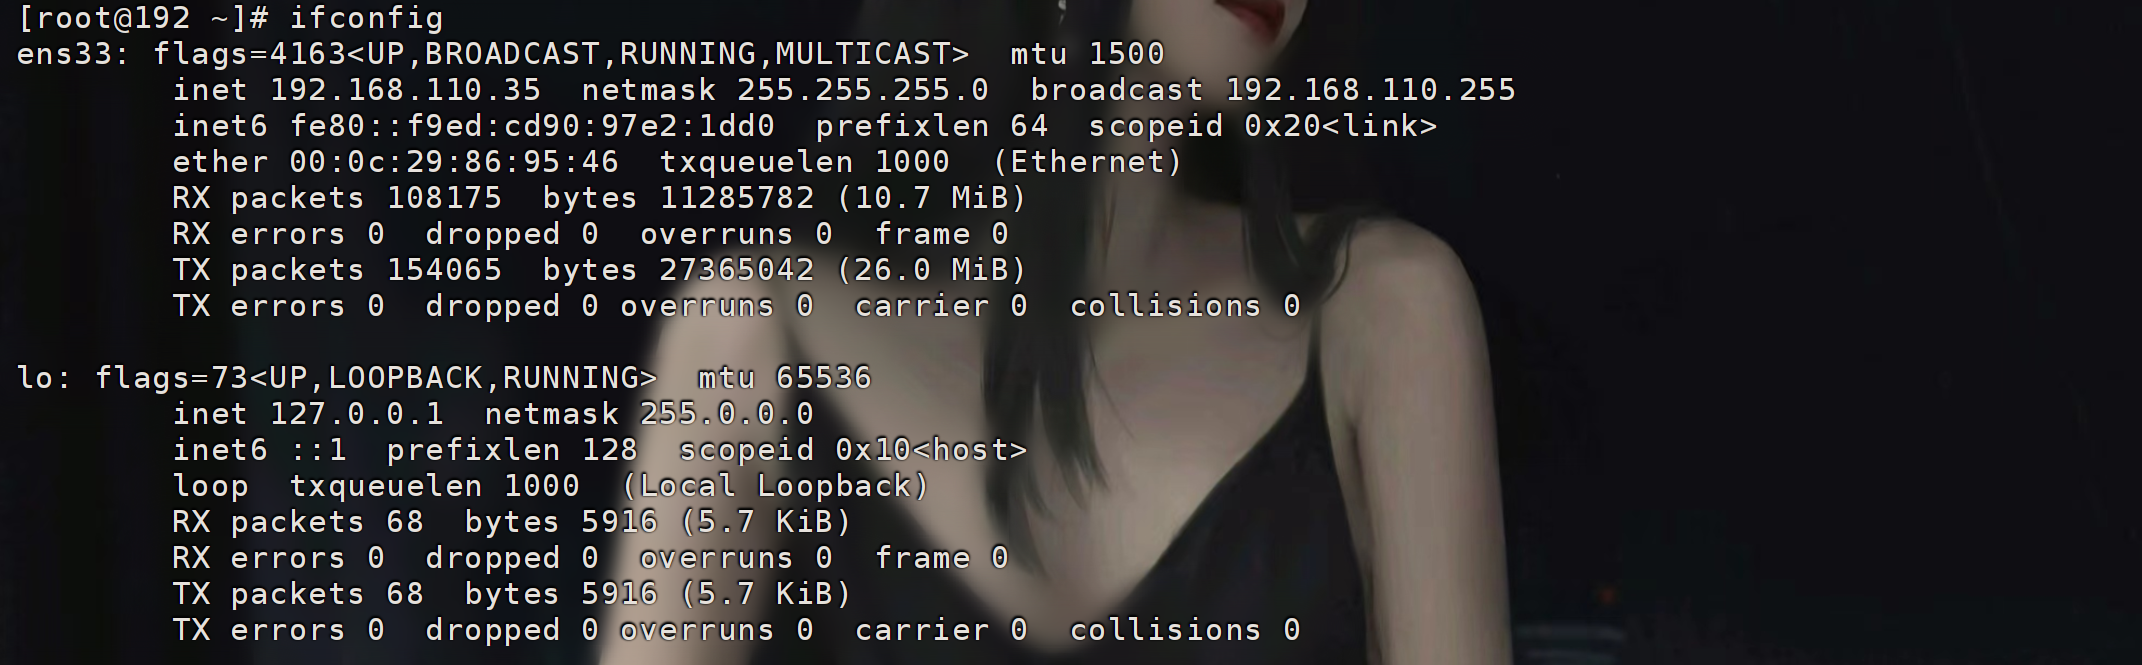 [root@192 ~]# ifconfig
ens33: flags=4163<UP,BROADCAST,RUNNING,MULTICAST>  mtu 1500
        inet 192.168.110.35  netmask 255.255.255.0  broadcast 192.168.110.255
        inet6 fe80::f9ed:cd90:97e2:1dd0  prefixlen 64  scopeid 0x20<link>
        ether 00:0c:29:86:95:46  txqueuelen 1000  (Ethernet)
        RX packets 108175  bytes 11285782 (10.7 MiB)
        RX errors 0  dropped 0  overruns 0  frame 0
        TX packets 154065  bytes 27365042 (26.0 MiB)
        TX errors 0  dropped 0 overruns 0  carrier 0  collisions 0

lo: flags=73<UP,LOOPBACK,RUNNING>  mtu 65536
        inet 127.0.0.1  netmask 255.0.0.0
        inet6 ::1  prefixlen 128  scopeid 0x10<host>
        loop  txqueuelen 1000  (Local Loopback)
        RX packets 68  bytes 5916 (5.7 KiB)
        RX errors 0  dropped 0  overruns 0  frame 0
        TX packets 68  bytes 5916 (5.7 KiB)
        TX errors 0  dropped 0 overruns 0  carrier 0  collisions 0